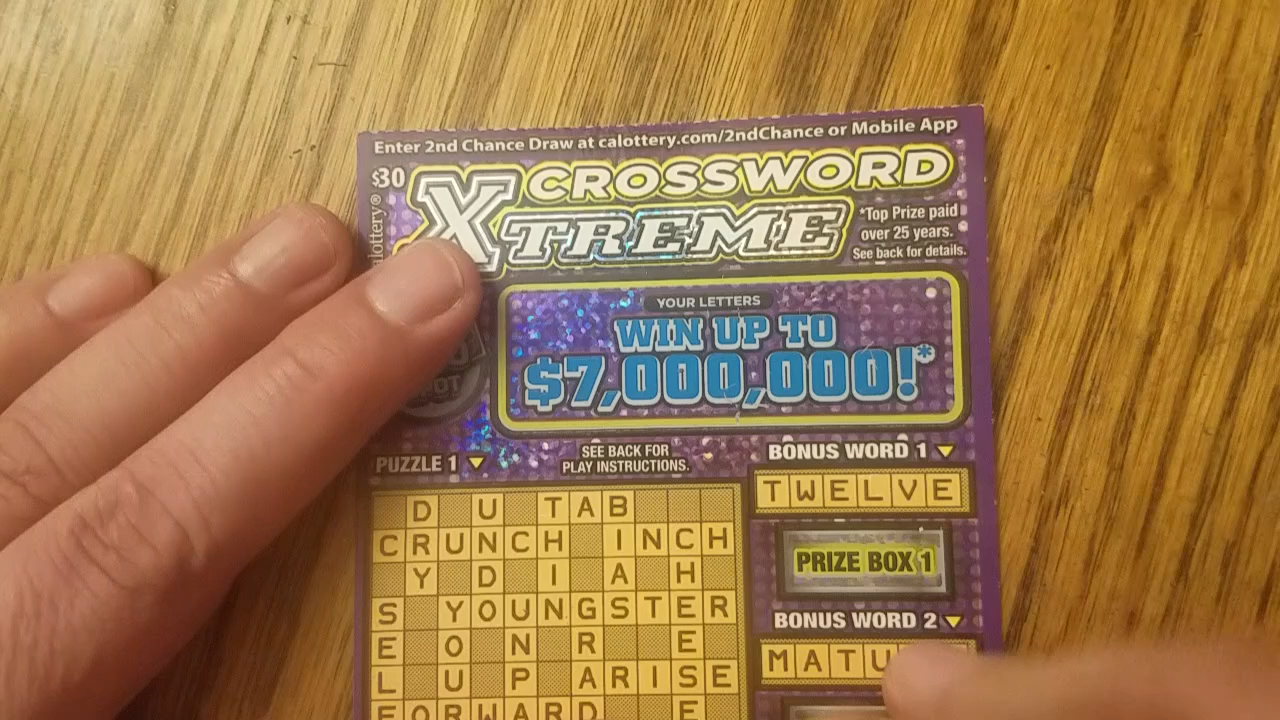 Enter 2nd Chance Draw at calottery.com/2ndChance or Mobile App
$30
CROSSWORD
XTREME
*Top Prize paid
over 25 years.
See back for details.
YOUR LETTERS
WIN UP TO
$7,000,000!*
PUZZLE 1
SEE BACK FOR
PLAY INSTRUCTIONS.
BONUS WORD 1
TWELVE
PRIZE BOX 1
BONUS WORD 2
D U TAB
CRUNCH INCH
Y D I A H
S YOUNGSTER
E O N R E
L U P ARISE
FORWARD E